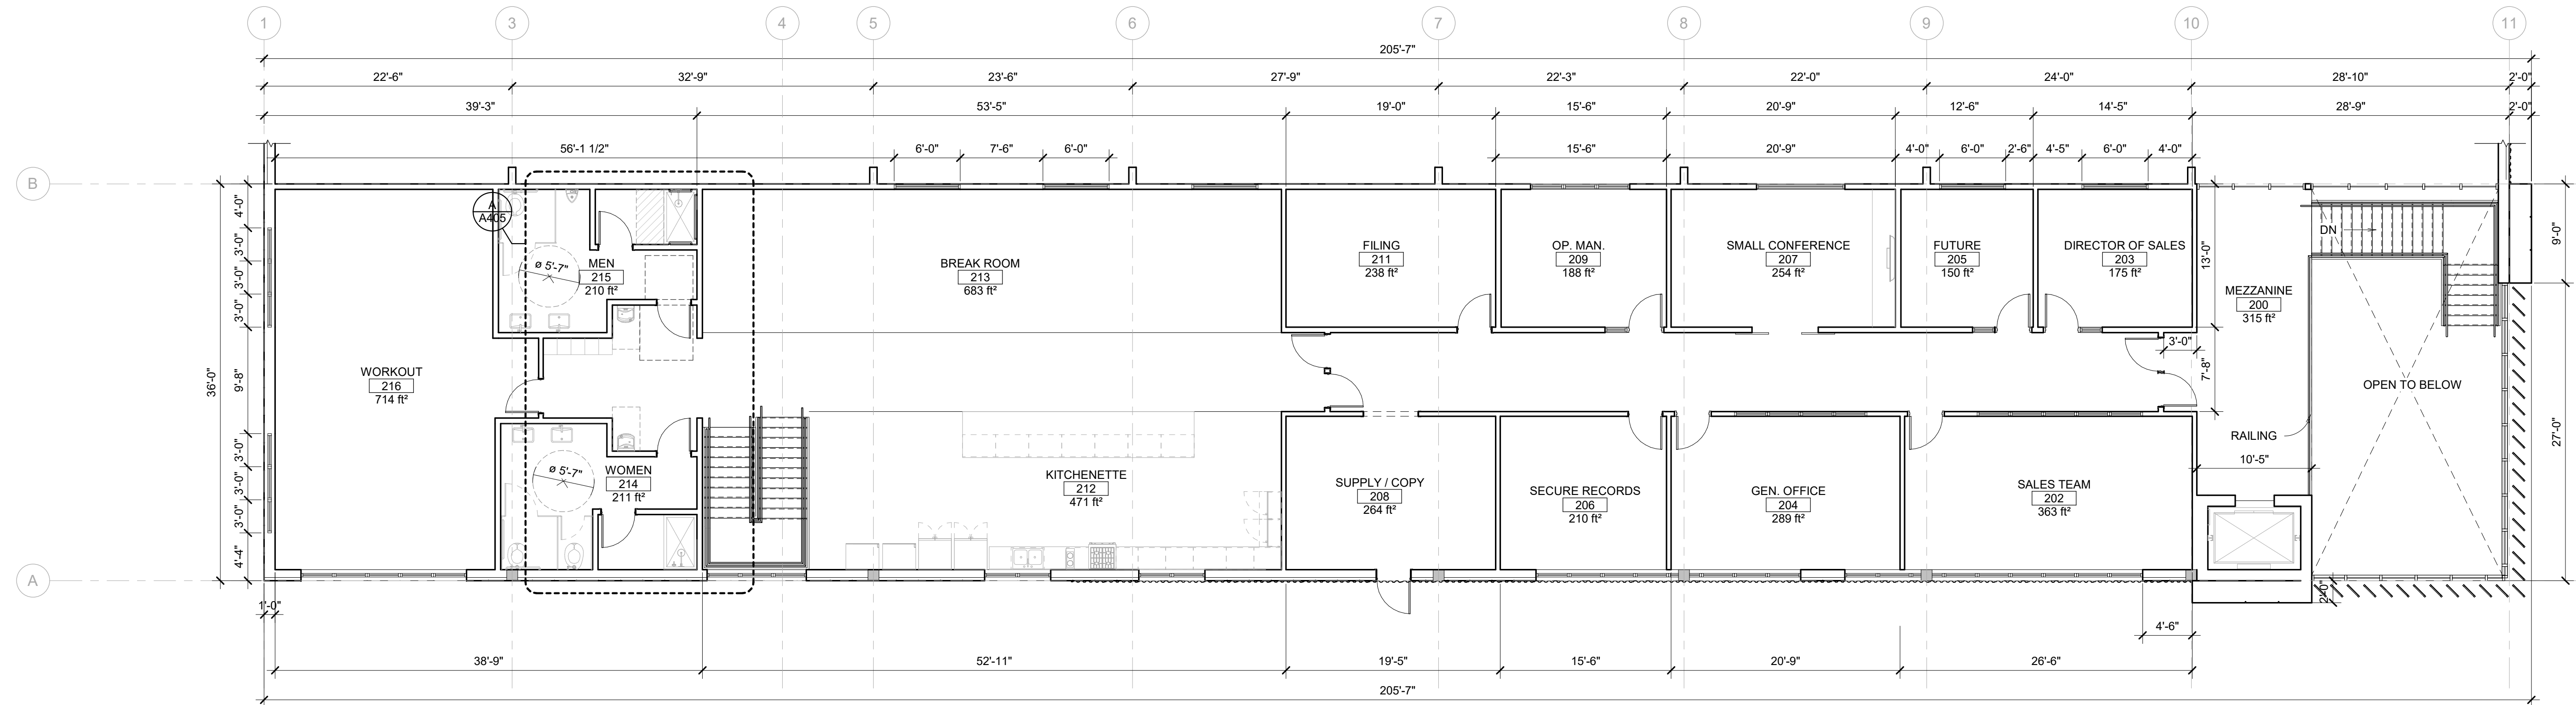 1 3 4 5 6 7 8 9 10 11
205'-7"
22'-6" 32'-9" 23'-6" 27'-9" 22'-3" 22'-0" 24'-0" 28'-10" 2'-0"
39'-3" 53'-5" 19'-0" 15'-6" 20'-9" 12'-6" 14'-5" 28'-9" 2'-0"
56'-1 1/2" 6'-0" 7'-6" 6'-0" 15'-6" 20'-9" 4'-0" 6'-0" 2'-6" 4'-5" 6'-0" 4'-0"
B
A
A405
36'-0"
4'-0"
3'-0"
3'-0"
3'-0"
9'-8"
3'-0"
3'-0"
3'-0"
4'-4"
WORKOUT
216
714 ft²
MEN
215
210 ft²
ø 5'-7"
WOMEN
214
211 ft²
ø 5'-7"
BREAK ROOM
213
683 ft²
KITCHENETTE
212
471 ft²
FILING
211
238 ft²
OP. MAN.
209
188 ft²
SMALL CONFERENCE
207
254 ft²
FUTURE
205
150 ft²
DIRECTOR OF SALES
203
175 ft²
SUPPLY / COPY
208
264 ft²
SECURE RECORDS
206
210 ft²
GEN. OFFICE
204
289 ft²
SALES TEAM
202
363 ft²
13'-0"
3'-0"
7'-8"
MEZZANINE
200
315 ft²
DN
OPEN TO BELOW
RAILING
10'-5"
9'-0"
27'-0"
2'-0"
A
1'-0"
4'-6"
38'-9" 52'-11" 19'-5" 15'-6" 20'-9" 26'-6"
205'-7"